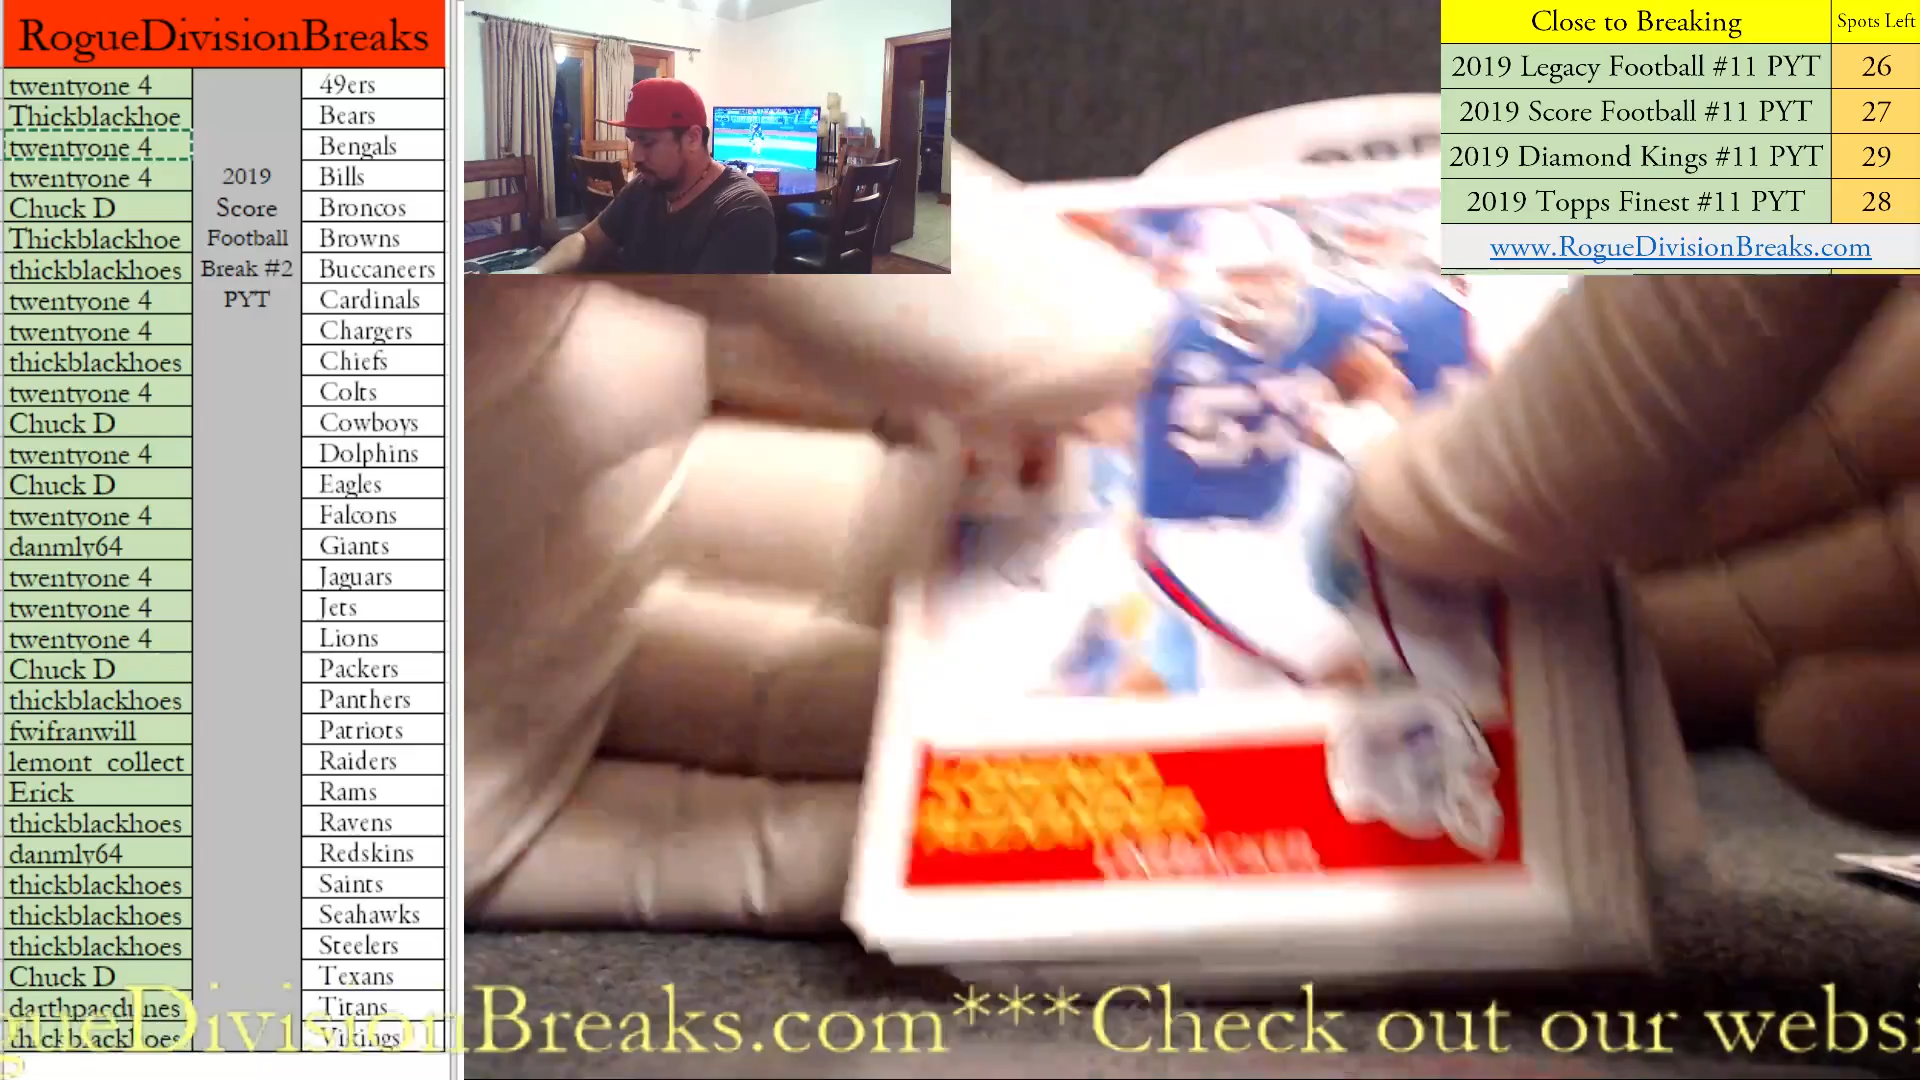 RogueDivisionBreaks
twentyone 4 49ers
Thickblackhoe Bears
twentyone 4 Bengals
twentyone 4 2019 Bills
Chuck D Score Broncos
Thickblackhoe Football Browns
thickblackhoes Break #2 Buccaneers
twentyone 4 PYT Cardinals
twentyone 4 Chargers
thickblackhoes Chiefs
twentyone 4 Colts
Chuck D Cowboys
twentyone 4 Dolphins
Chuck D Eagles
twentyone 4 Falcons
danmly64 Giants
twentyone 4 Jaguars
twentyone 4 Jets
twentyone 4 Lions
Chuck D Packers
thickblackhoes Panthers
fwifranwill Patriots
lemont collect Raiders
Erick Rams
thickblackhoes Ravens
danmly64 Redskins
thickblackhoes Saints
thickblackhoes Seahawks
thickblackhoes Steelers
Chuck D Texans
darthpacdunes Titans
thickblackhoes Vikings
Close to Breaking Spots Left
2019 Legacy Football #11 PYT 26
2019 Score Football #11 PYT 27
2019 Diamond Kings #11 PYT 29
2019 Topps Finest #11 PYT 28
www.RogueDivisionBreaks.com
gueDivisionBreaks.com***Check out our websi